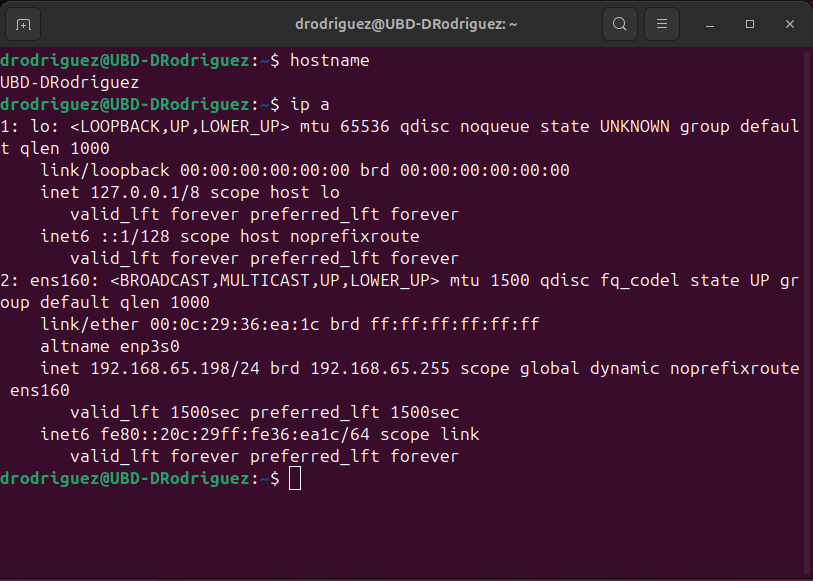 drodriguez@UBD-DRodriguez: ~
drodriguez@UBD-DRodriguez:~$ hostname
UBD-DRodriguez
drodriguez@UBD-DRodriguez:~$ ip a
1: lo: <LOOPBACK,UP,LOWER_UP> mtu 65536 qdisc noqueue state UNKNOWN group defaul
t qlen 1000
    link/loopback 00:00:00:00:00:00 brd 00:00:00:00:00:00
    inet 127.0.0.1/8 scope host lo
       valid_lft forever preferred_lft forever
    inet6 ::1/128 scope host noprefixroute
       valid_lft forever preferred_lft forever
2: ens160: <BROADCAST,MULTICAST,UP,LOWER_UP> mtu 1500 qdisc fq_codel state UP gr
oup default qlen 1000
    link/ether 00:0c:29:36:ea:1c brd ff:ff:ff:ff:ff:ff
    altname enp3s0
    inet 192.168.65.198/24 brd 192.168.65.255 scope global dynamic noprefixroute
 ens160
       valid_lft 1500sec preferred_lft 1500sec
    inet6 fe80::20c:29ff:fe36:ea1c/64 scope link
       valid_lft forever preferred_lft forever
drodriguez@UBD-DRodriguez:~$